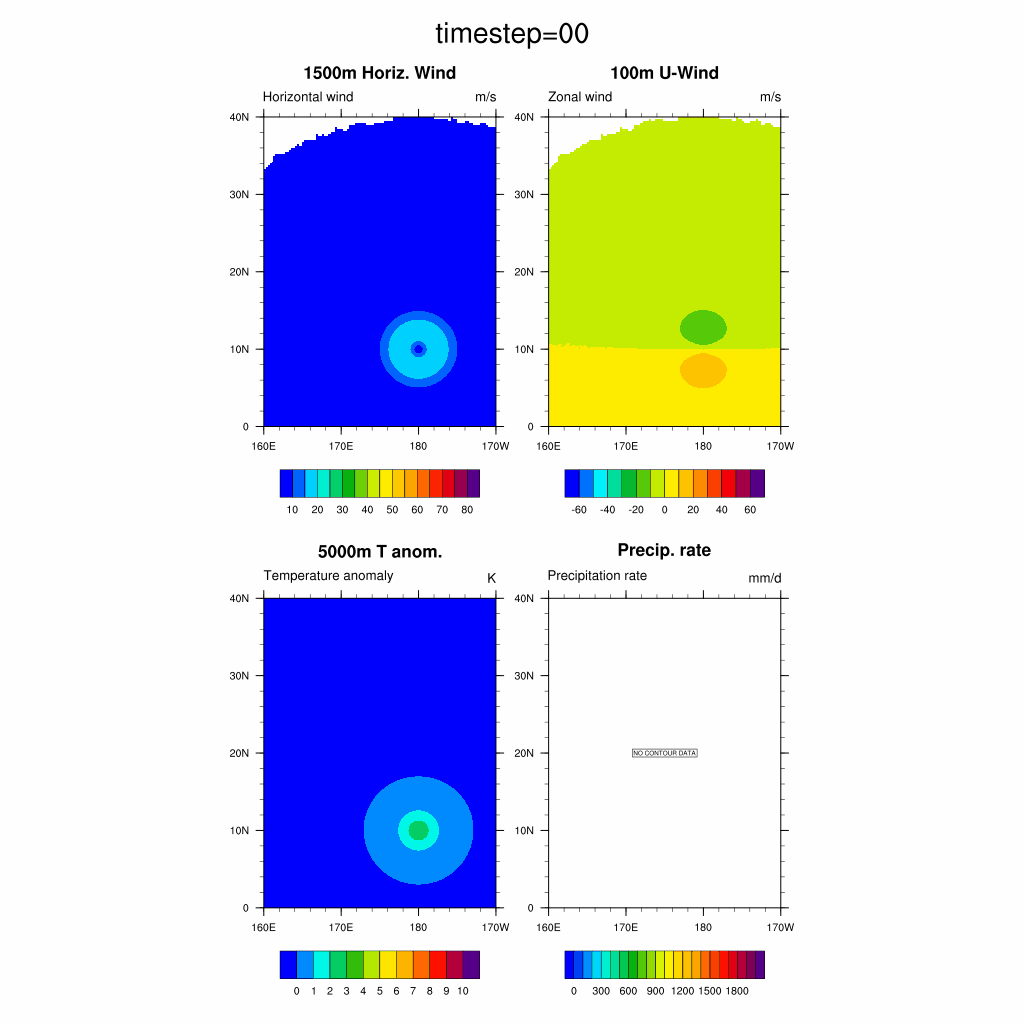 timestep=00
1500m Horiz. Wind
100m U-Wind
Horizontal wind m/s
Zonal wind m/s
40N
30N
20N
10N
0
160E 170E 180 170W
40N
30N
20N
10N
0
160E 170E 180 170W
10 20 30 40 50 60 70 80
-60 -40 -20 0 20 40 60
5000m T anom.
Precip. rate
Temperature anomaly K
Precipitation rate mm/d
40N
30N
20N
10N
0
160E 170E 180 170W
40N
30N
20N
NO CONTOUR DATA
10N
0
160E 170E 180 170W
0 1 2 3 4 5 6 7 8 9 10
0 300 600 900 1200 1500 1800